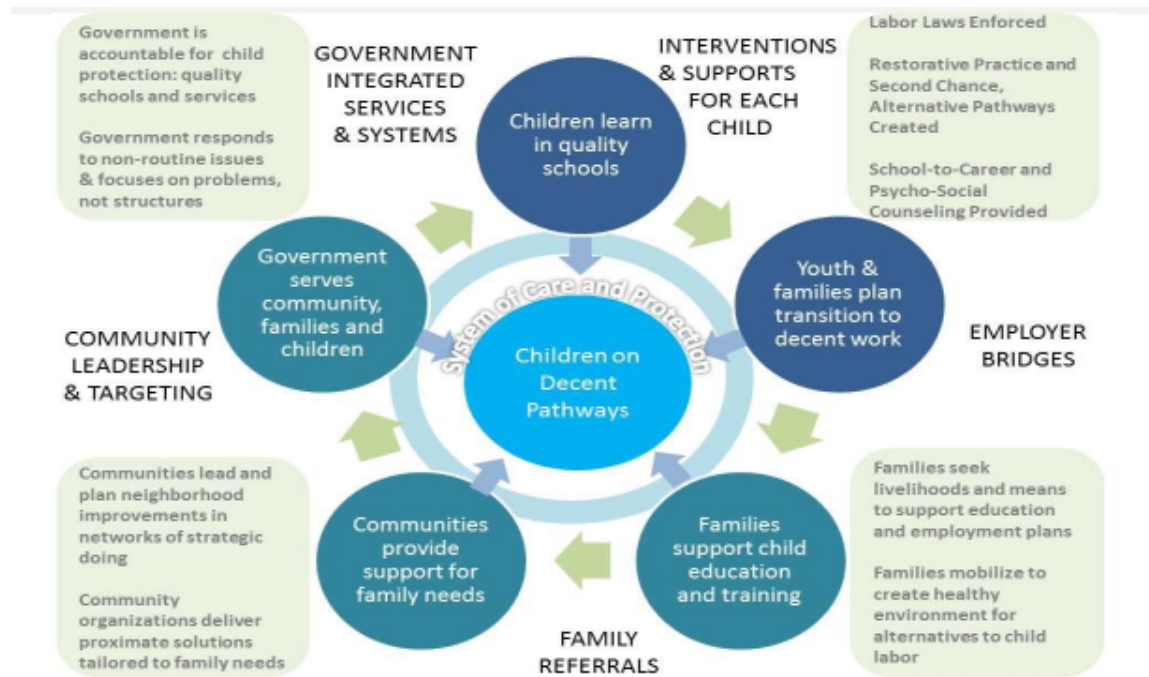 Government is
accountable for child
protection: quality
schools and services
Government responds
to non-routine issues
& focuses on problems,
not structures
GOVERNMENT
INTEGRATED
SERVICES
& SYSTEMS
Children learn
in quality
schools
INTERVENTIONS
& SUPPORTS
FOR EACH
CHILD
Labor Laws Enforced
Restorative Practice and
Second Chance,
Alternative Pathways
Created
School-to-Career and
Psycho-Social
Counseling Provided
Government
serves
community,
families and
children
System of Care and Protection
Children on
Decent
Pathways
Youth &
families plan
transition to
decent work
COMMUNITY
LEADERSHIP
& TARGETING
EMPLOYER
BRIDGES
Communities lead and
plan neighborhood
improvements in
networks of strategic
doing
Community
organizations deliver
proximate solutions
tailored to family needs
Communities
provide
support for
family needs
Families
support child
education
and training
Families seek
livelihoods and means
to support education
and employment plans
Families mobilize to
create healthy
environment for
alternatives to child
labor
FAMILY
REFERRALS